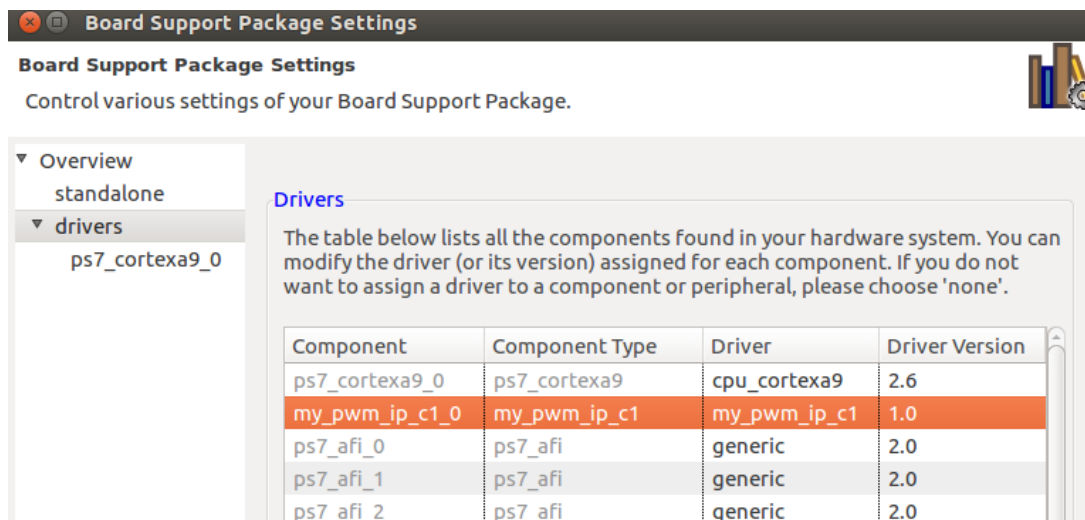 Board Support Package Settings
Board Support Package Settings
Control various settings of your Board Support Package.
Overview
standalone
drivers
ps7_cortexa9_0
Drivers
The table below lists all the components found in your hardware system. You can
modify the driver (or its version) assigned for each component. If you do not
want to assign a driver to a component or peripheral, please choose 'none'.
Component Component Type Driver Driver Version
ps7_cortexa9_0 ps7_cortexa9 cpu_cortexa9 2.6
my_pwm_ip_c1_0 my_pwm_ip_c1 my_pwm_ip_c1 1.0
ps7_afi_0 ps7_afi generic 2.0
ps7_afi_1 ps7_afi generic 2.0
ps7_afi_2 ps7_afi generic 2.0